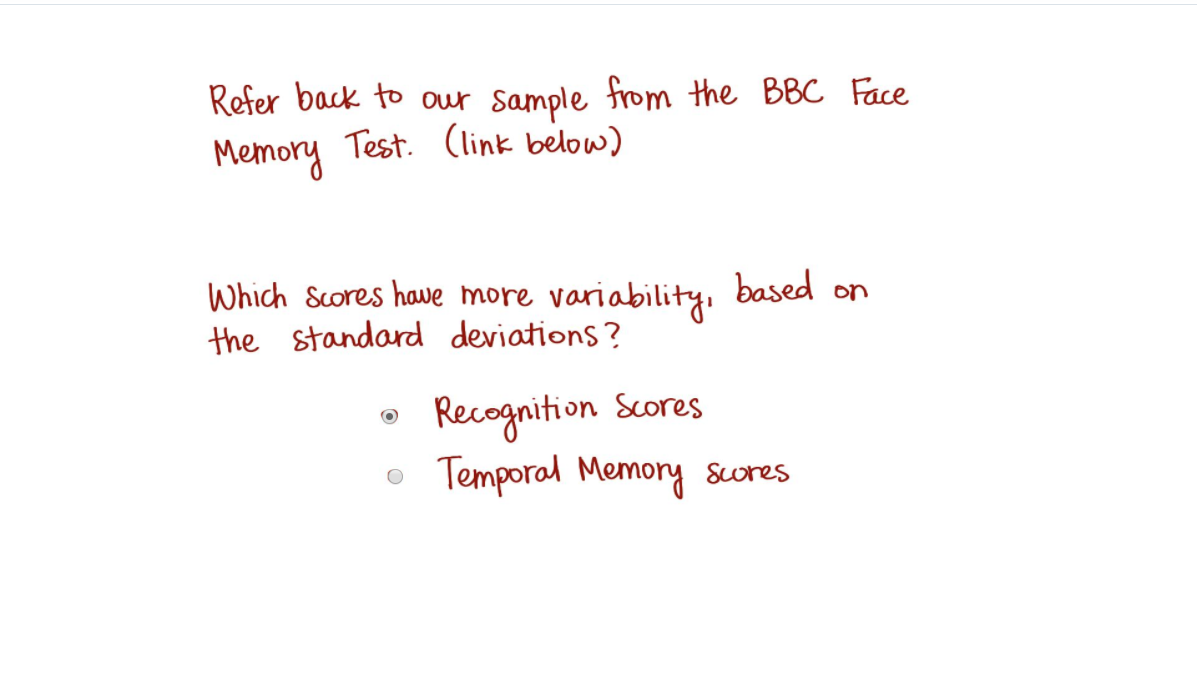 Refer back to our sample from the BBC Face
Memory Test. (link below)
Which scores have more variability, based on
the standard deviations?
Recognition Scores
Temporal Memory scores